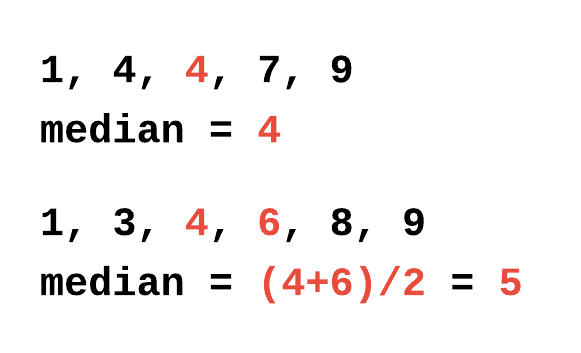 1, 4, 4, 7, 9
median = 4
1, 3, 4, 6, 8, 9
median = (4+6)/2 = 5